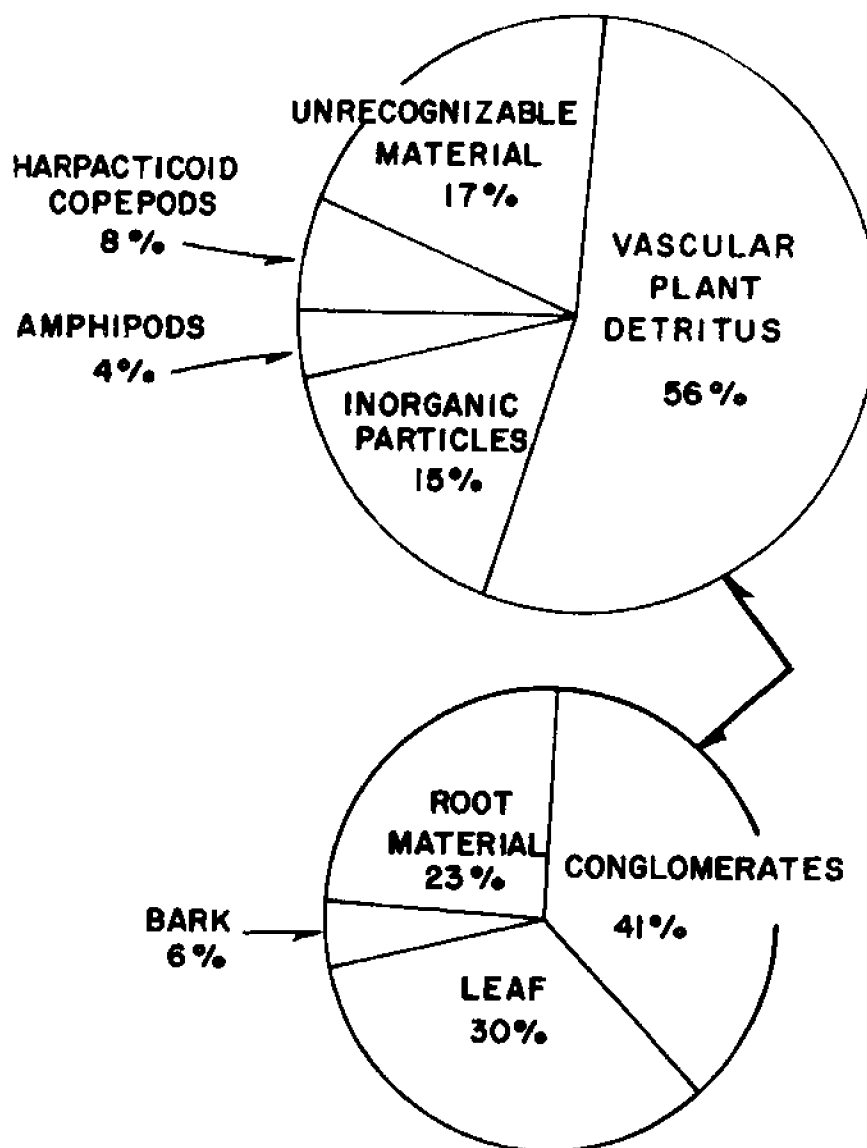 UNRECOGNIZABLE
MATERIAL
17%
HARPACTICOID
COPEPODS
8%
AMPHIPODS
4%
INORGANIC
PARTICLES
15%
VASCULAR
PLANT
DETRITUS
56%
ROOT
MATERIAL
23%
CONGLOMERATES
41%
BARK
6%
LEAF
30%